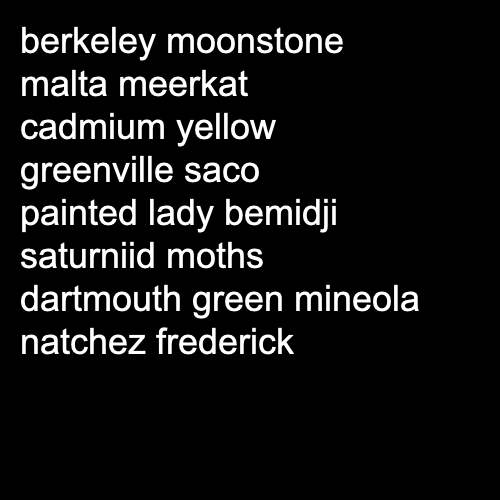 berkeley moonstone
malta meerkat
cadmium yellow
greenville saco
painted lady bemidji
saturniid moths
dartmouth green mineola
natchez frederick